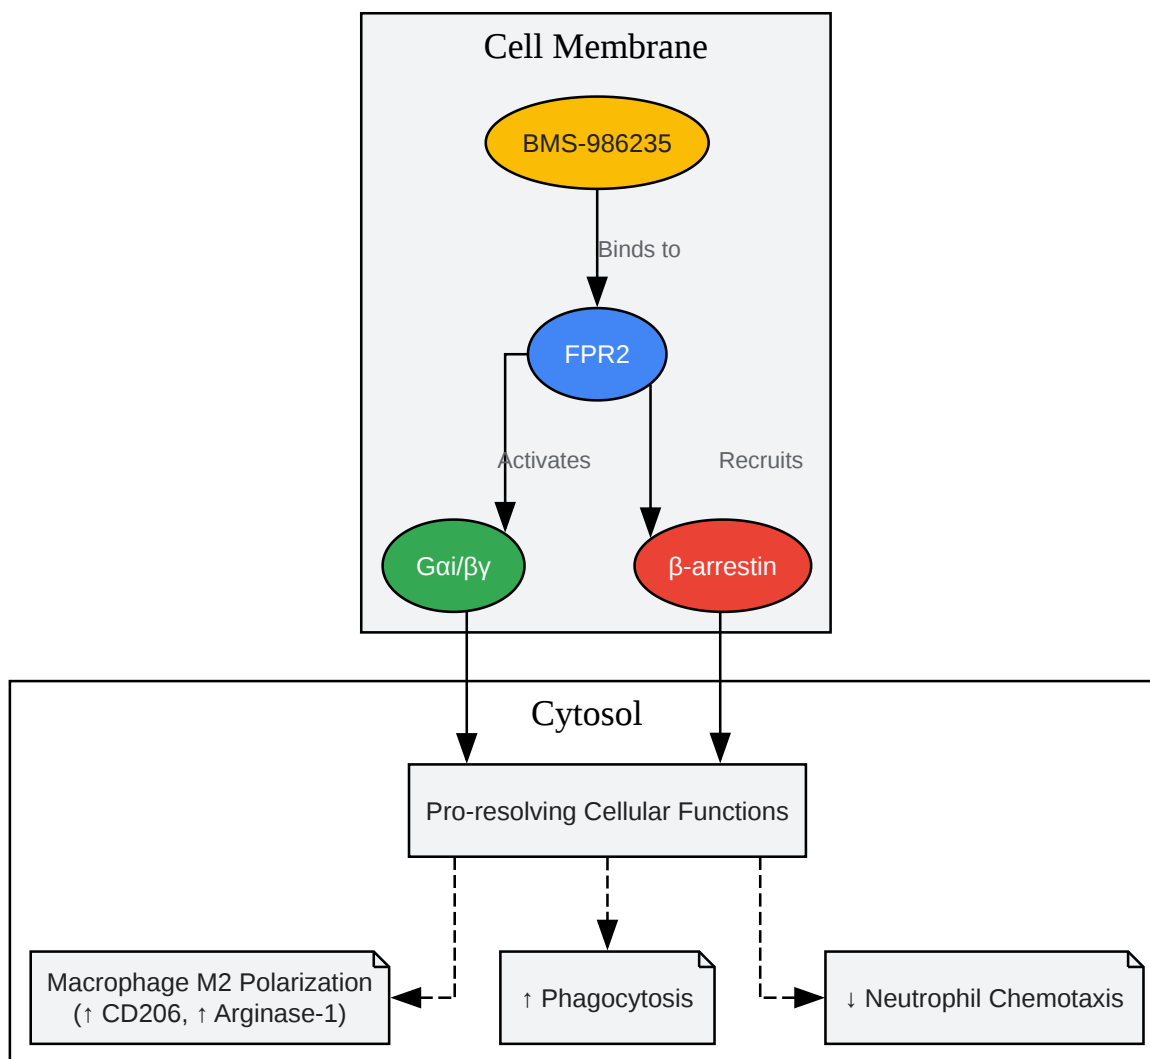 Cell Membrane
BMS-986235
Binds to
FPR2
Activates
Recruits
Gαi/βγ
β-arrestin
Cytosol
Pro-resolving Cellular Functions
Macrophage M2 Polarization
(↑ CD206, ↑ Arginase-1)
↑ Phagocytosis
↓ Neutrophil Chemotaxis